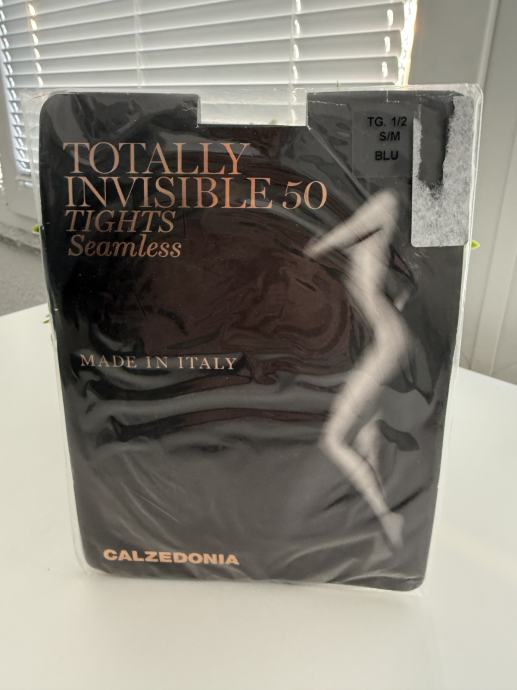 TOTALLY
INVISIBLE 50
TIGHTS
Seamless
TG. 1/2
S/M
BLU
MADE IN ITALY
CALZEDONIA